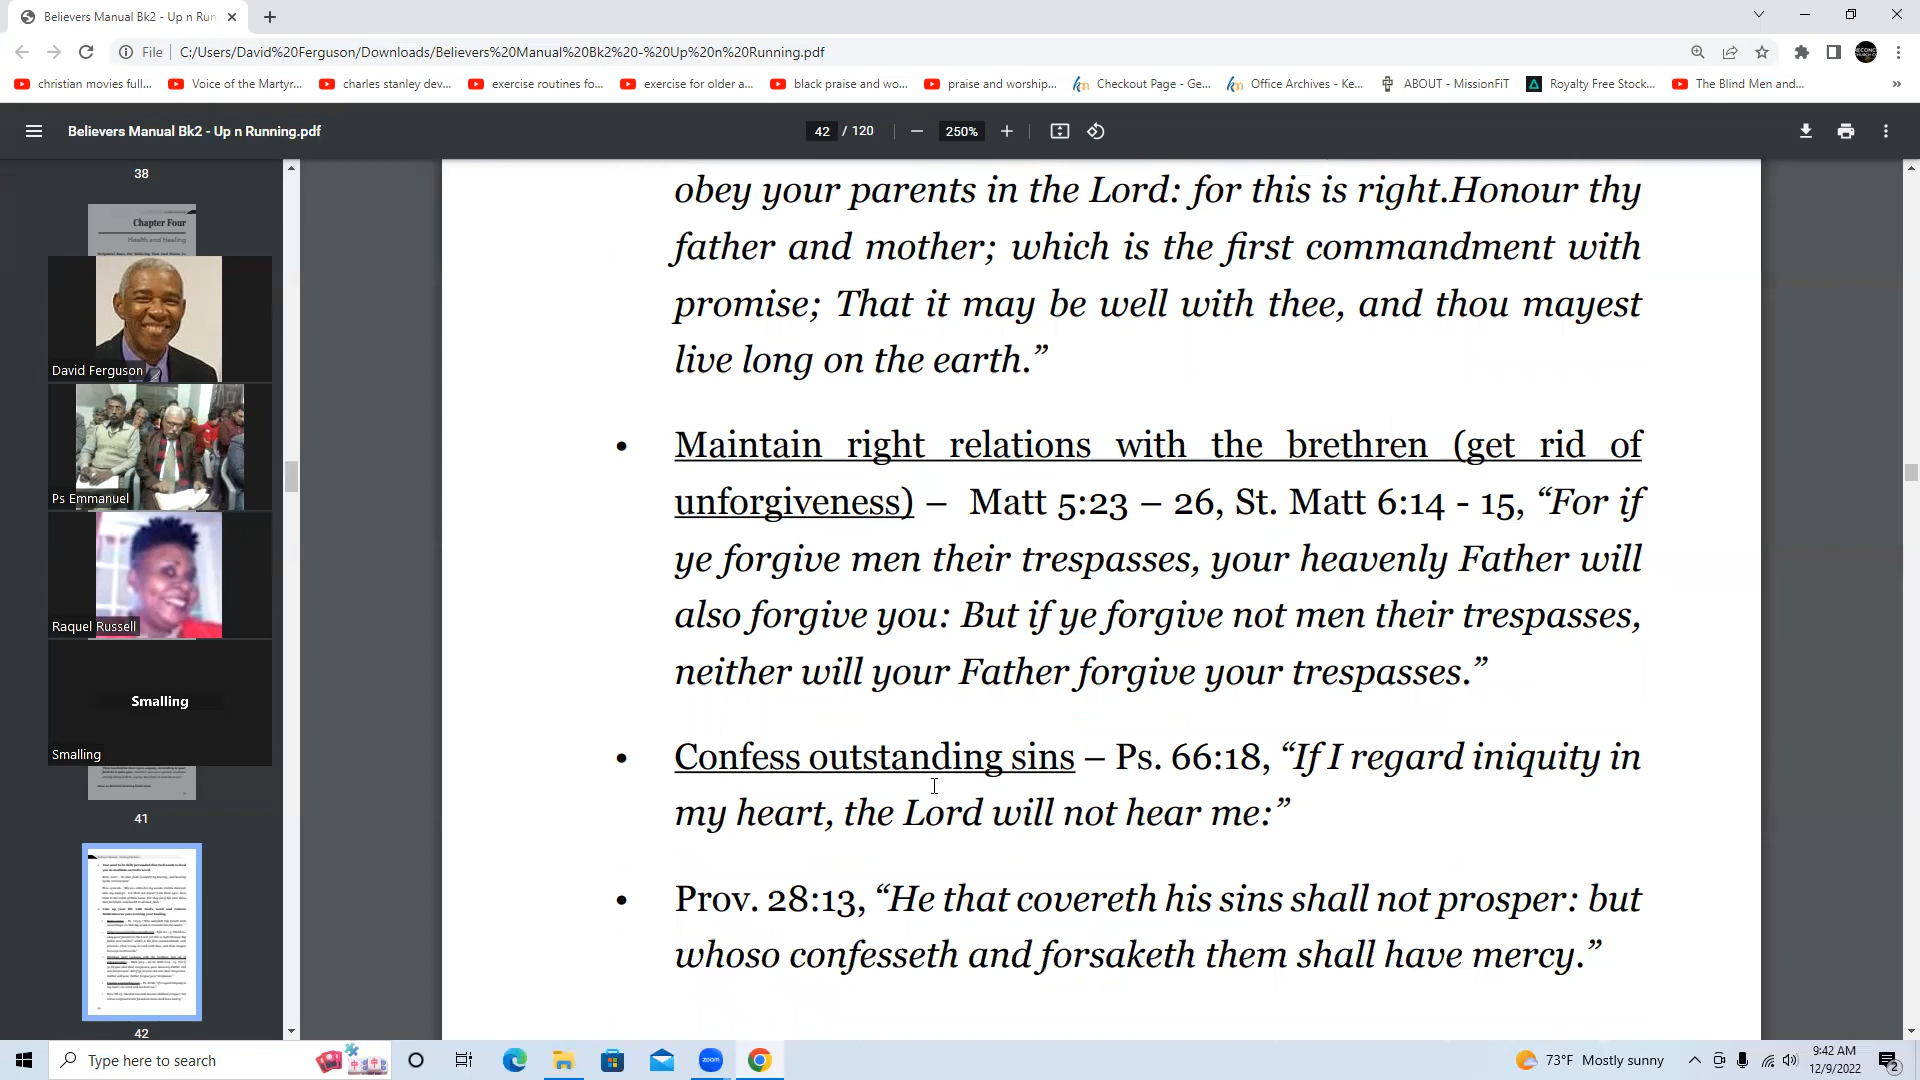 Believers Manual Bk2 - Up n Run
File
C:/Users/David%20Ferguson/Downloads/Believers%20Manual%20Bk2%20-%20Up%20n%20Running.pdf
christian movies full...
Voice of the Martyr...
charles stanley dev...
exercise routines fo...
exercise for older a...
black praise and wo...
praise and worship...
Checkout Page - Ge...
Office Archives - Ke...
ABOUT - MissionFiT
Royalty Free Stock...
The Blind Men and...
»
Believers Manual Bk2 - Up n Running.pdf
42 / 120
250%
38
Chapter Four
Health and Healing
David Ferguson
Ps Emmanuel
Raquel Russell
Smalling
Smalling
41
42
obey your parents in the Lord: for this is right.Honour thy
father and mother; which is the first commandment with
promise; That it may be well with thee, and thou mayest
live long on the earth.”
• Maintain right relations with the brethren (get rid of
unforgiveness) – Matt 5:23 – 26, St. Matt 6:14 - 15, “For if
ye forgive men their trespasses, your heavenly Father will
also forgive you: But if ye forgive not men their trespasses,
neither will your Father forgive your trespasses.”
• Confess outstanding sins – Ps. 66:18, “If I regard iniquity in
my heart, the Lord will not hear me:”
• Prov. 28:13, “He that covereth his sins shall not prosper: but
whoso confesseth and forsaketh them shall have mercy.”
Type here to search
zoom
73°F Mostly sunny
9:42 AM
12/9/2022
2